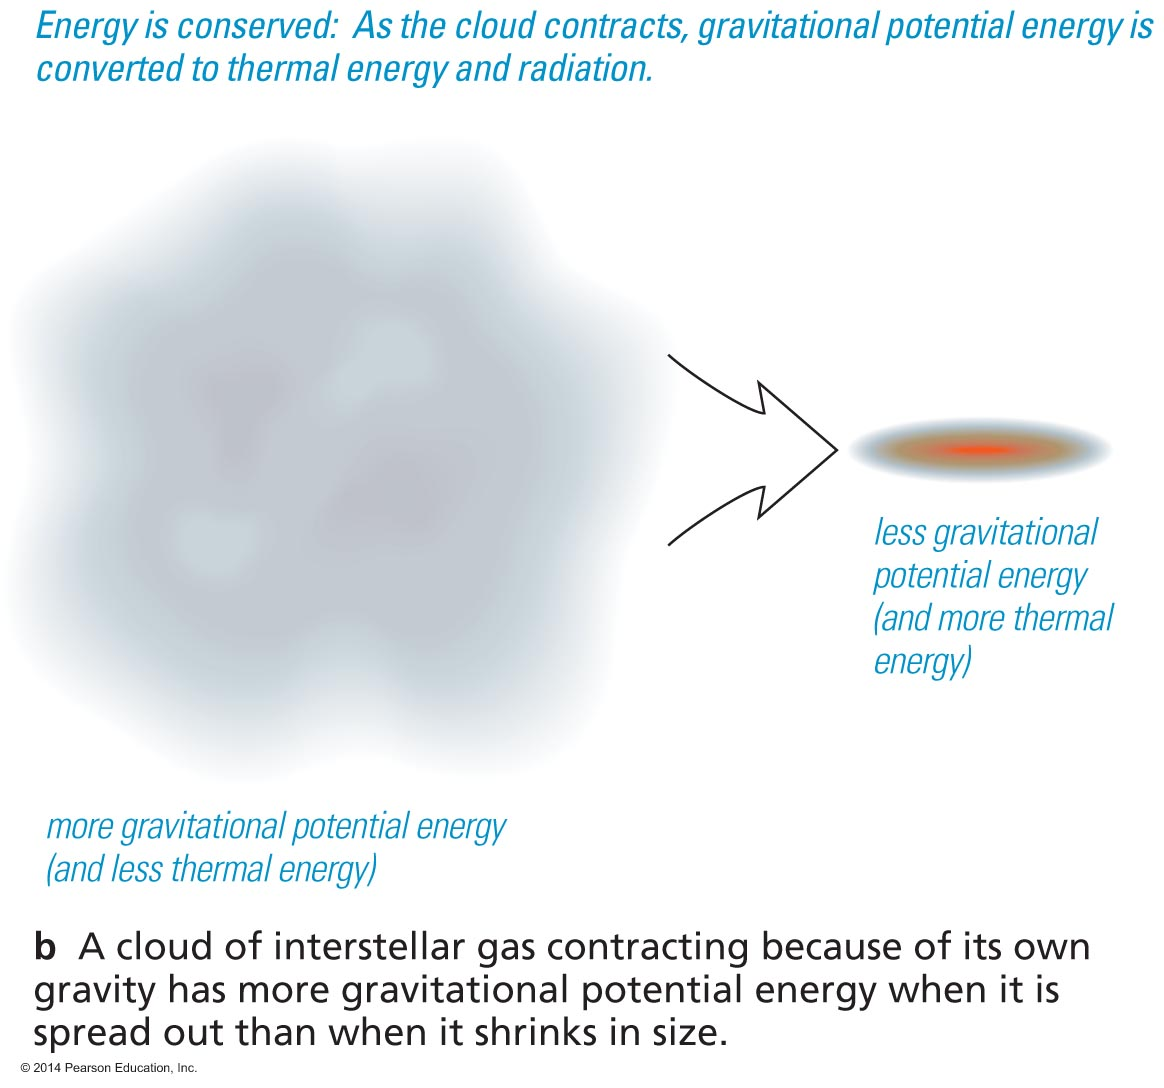 Energy is conserved: As the cloud contracts, gravitational potential energy is
converted to thermal energy and radiation.
less gravitational
potential energy
(and more thermal
energy)
more gravitational potential energy
(and less thermal energy)
b A cloud of interstellar gas contracting because of its own
gravity has more gravitational potential energy when it is
spread out than when it shrinks in size.
© 2014 Pearson Education, Inc.